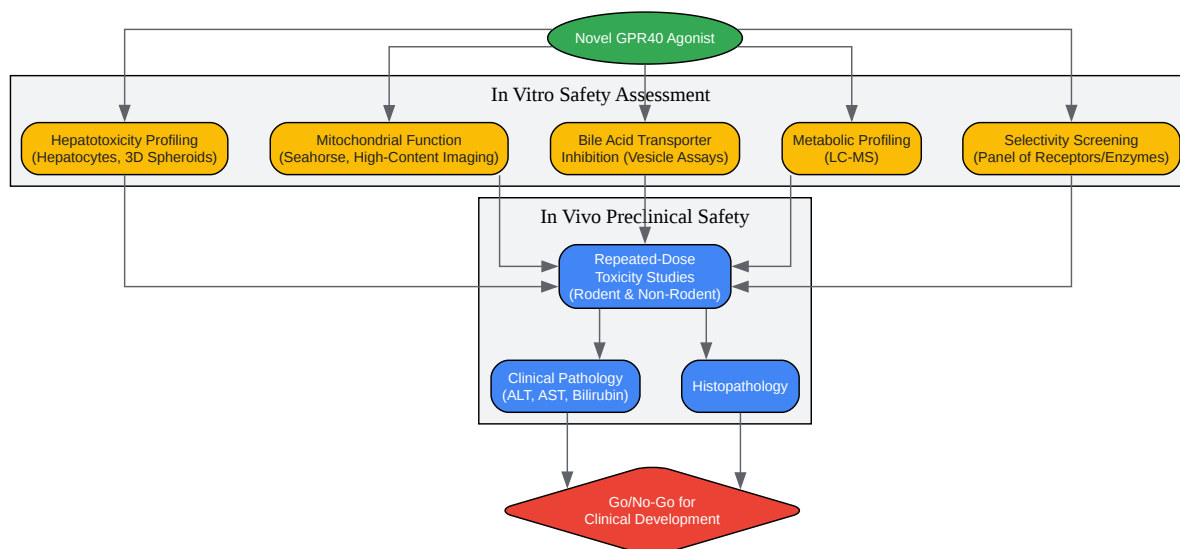 Novel GPR40 Agonist
In Vitro Safety Assessment
Hepatotoxicity Profiling
(Hepatocytes, 3D Spheroids)
Mitochondrial Function
(Seahorse, High-Content Imaging)
Bile Acid Transporter
Inhibition (Vesicle Assays)
Metabolic Profiling
(LC-MS)
Selectivity Screening
(Panel of Receptors/Enzymes)
In Vivo Preclinical Safety
Repeated-Dose
Toxicity Studies
(Rodent & Non-Rodent)
Clinical Pathology
(ALT, AST, Bilirubin)
Histopathology
Go/No-Go for
Clinical Development